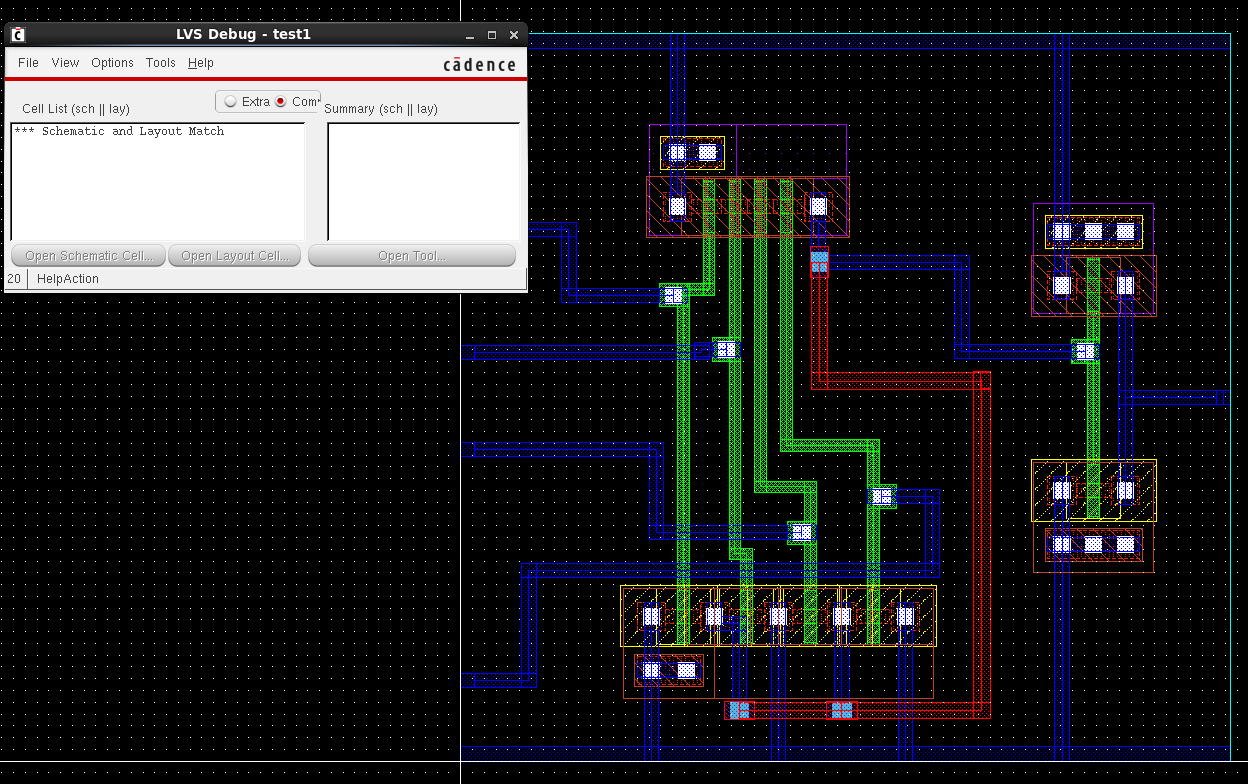 LVS Debug - test1
File View Options Tools Help
cādence
Cell List (sch || lay)
Extra Com
Summary (sch || lay)
*** Schematic and Layout Match
Open Schematic Cell...
Open Layout Cell...
Open Tool...
20 HelpAction